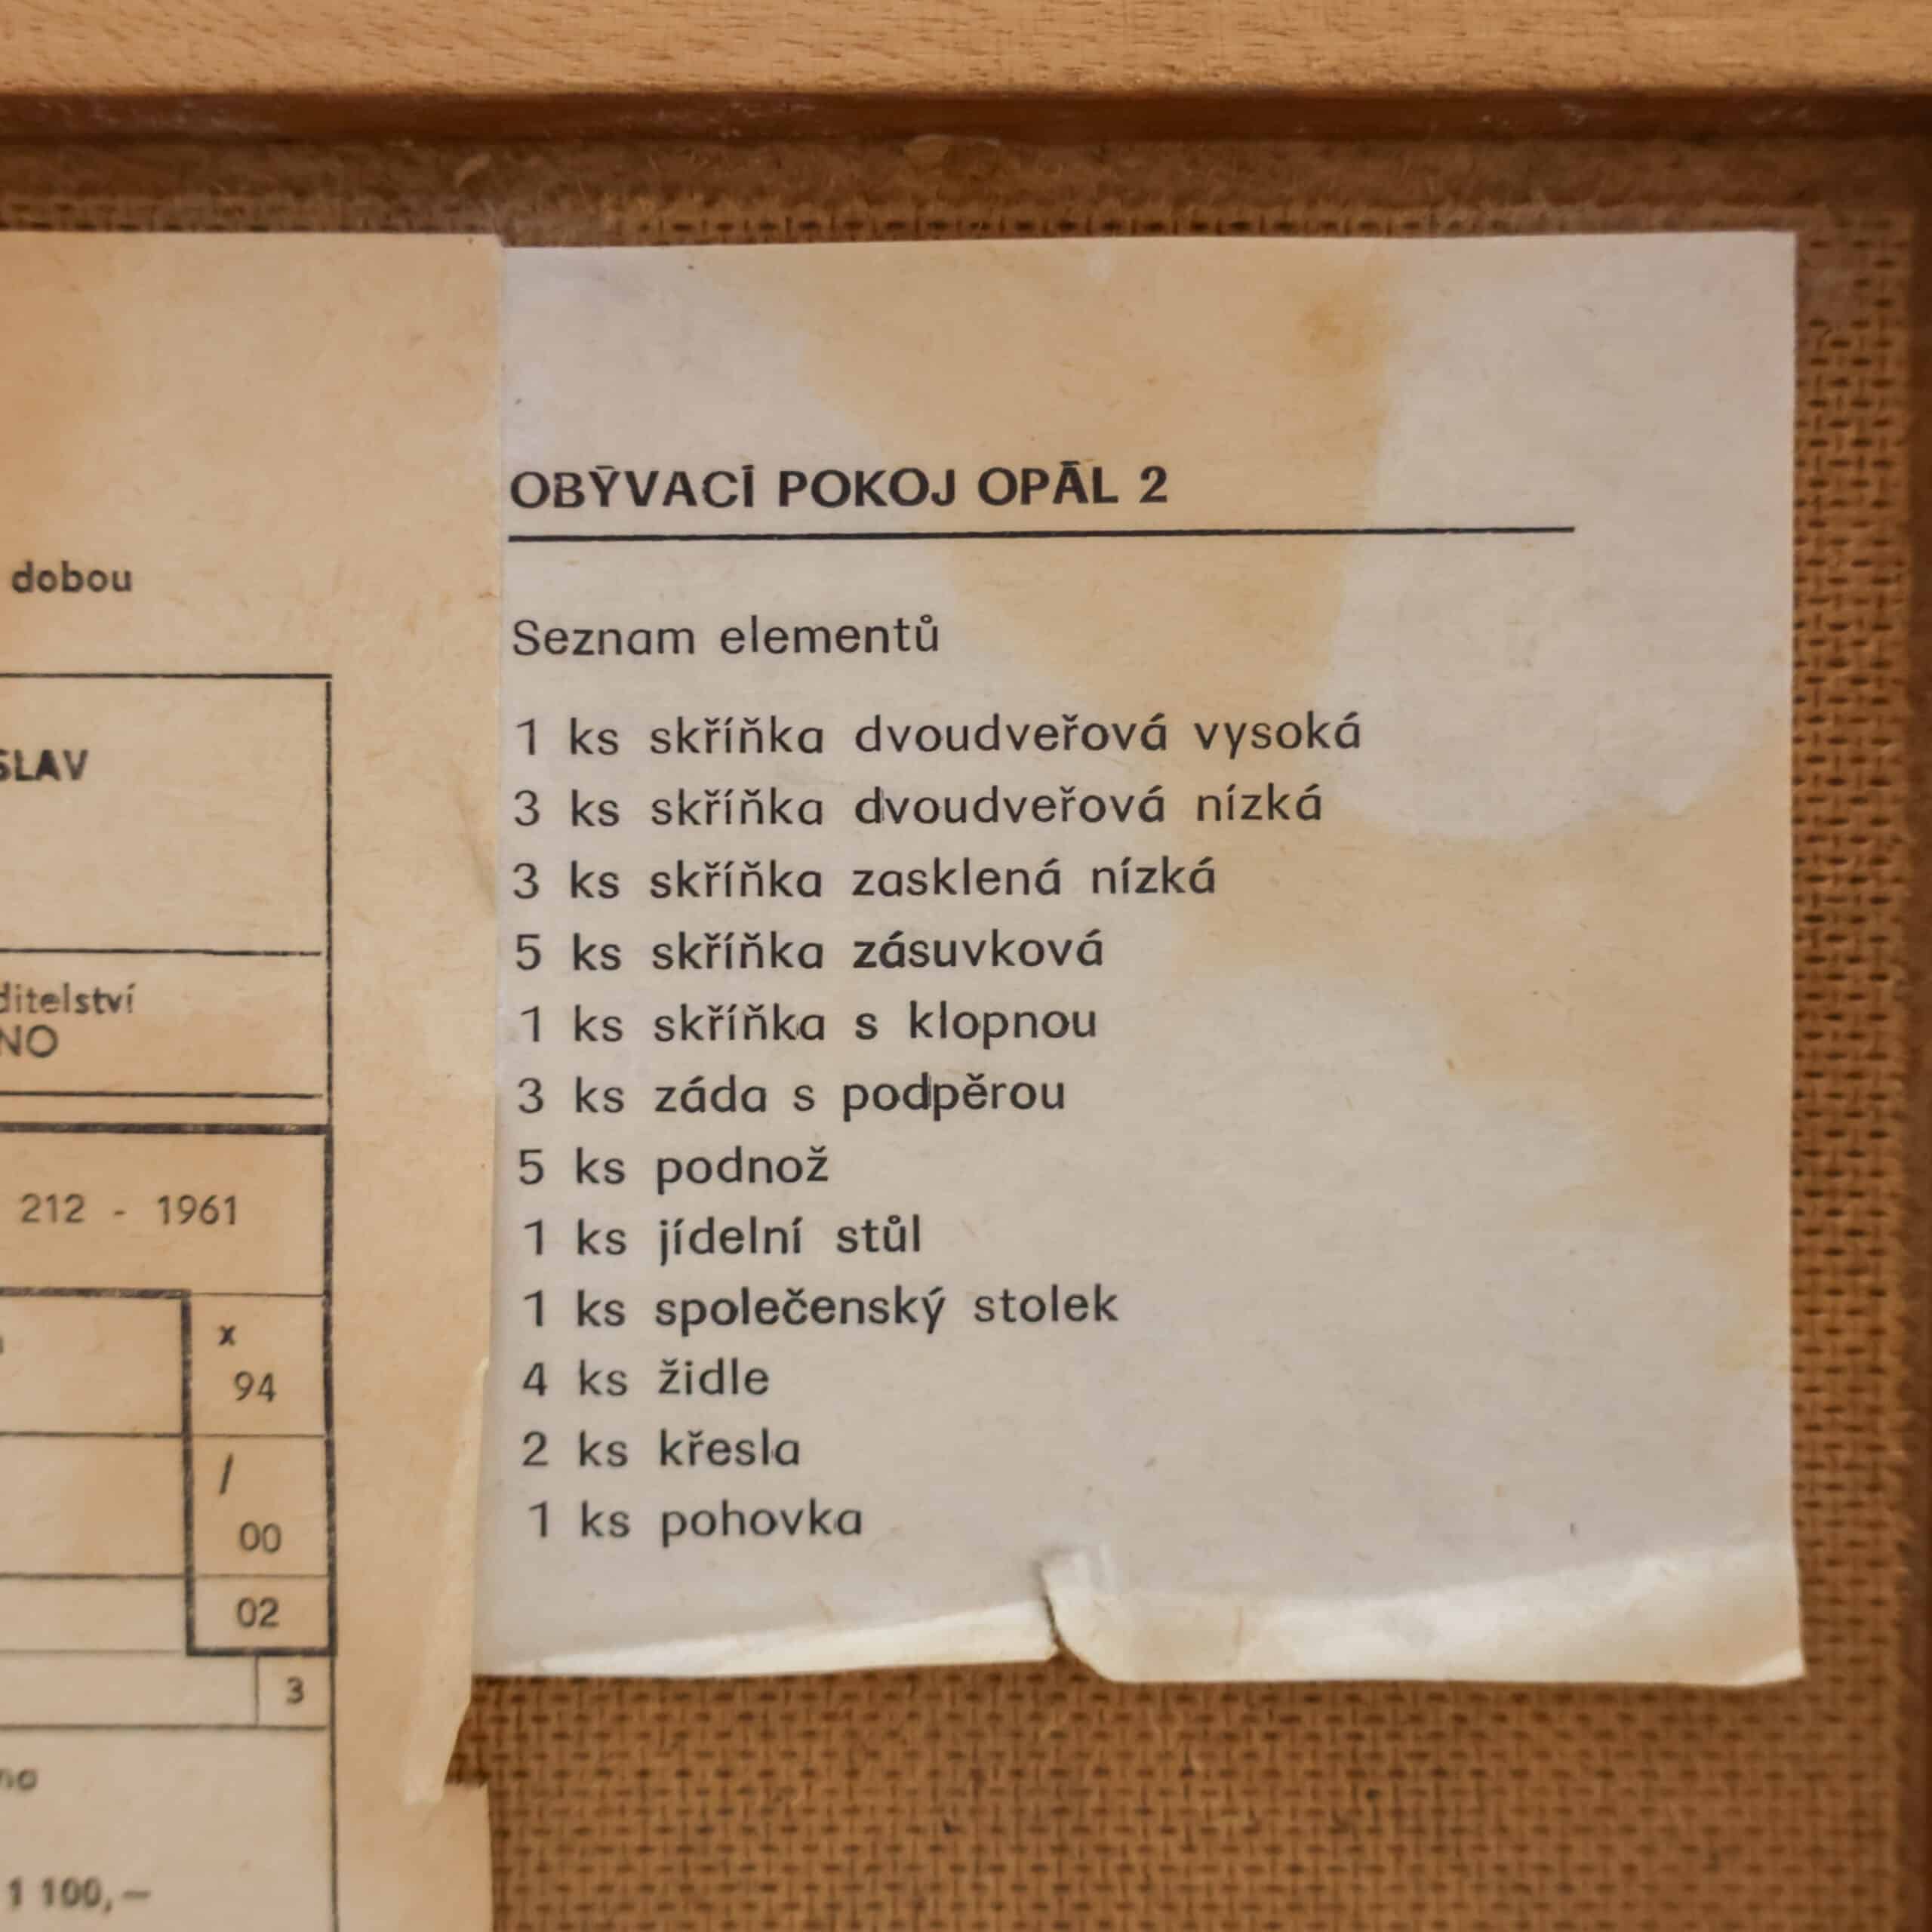 dobou
SLAV
ditelství
NO
212 - 1961
x
94
/
00
02
3
1 100,—
OBÝVACÍ POKOJ OPÁL 2
Seznam elementů
1 ks skříňka dvoudveřová vysoká
3 ks skříňka dvoudveřová nízká
3 ks skříňka zasklená nízká
5 ks skříňka zásuvková
1 ks skříňka s klopnou
3 ks záda s podpěrou
5 ks podnož
1 ks jídelní stůl
1 ks společenský stolek
4 ks židle
2 ks křesla
1 ks pohovka